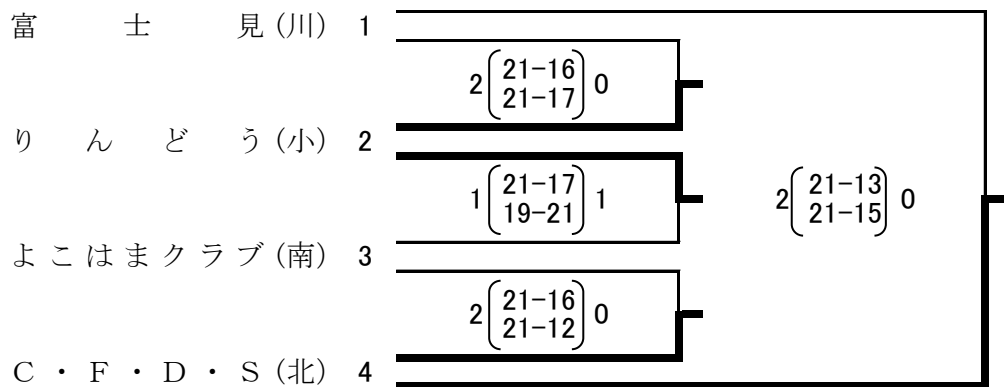 富士見(川) 1
2(21-16 21-17)0
りんどう(小) 2
1(21-17 19-21)1
2(21-13 21-15)0
よこはまクラブ(南) 3
2(21-16 21-12)0
C・F・D・S(北) 4